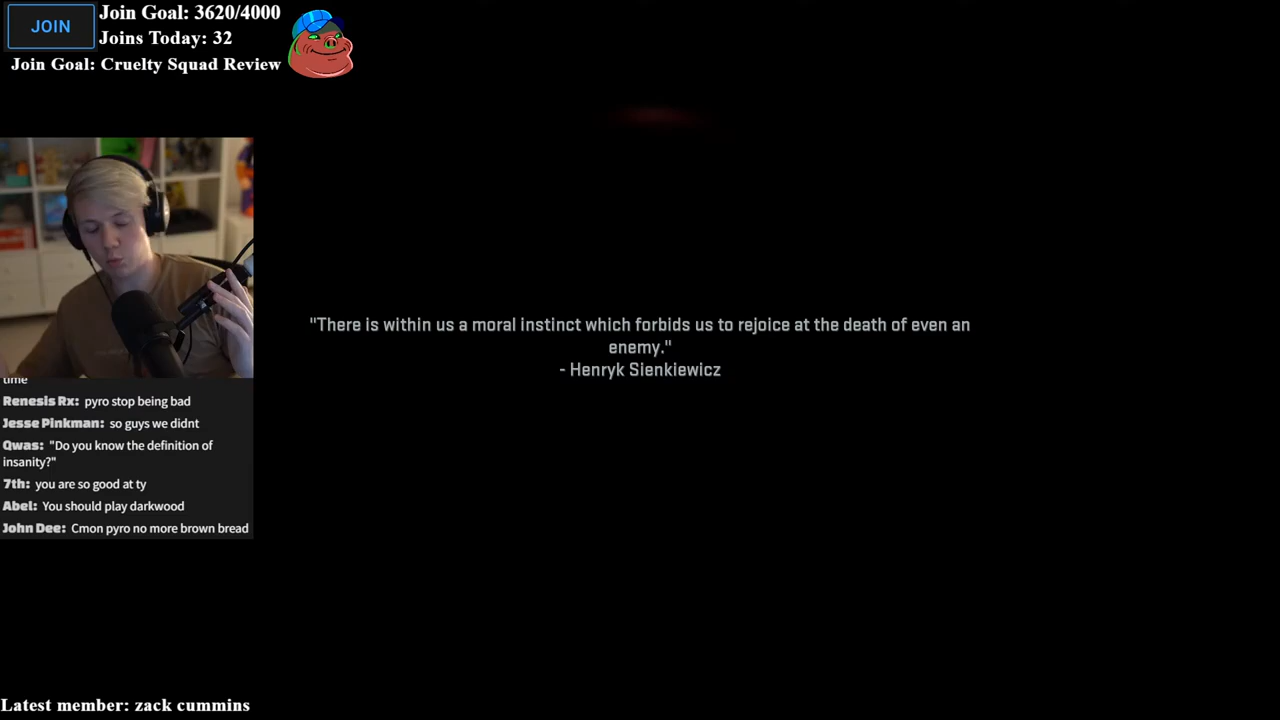 JOIN
Join Goal: 3620/4000
Joins Today: 32
Join Goal: Cruelty Squad Review
"There is within us a moral instinct which forbids us to rejoice at the death of even an
enemy."
- Henryk Sienkiewicz
time
Renesis Rx: pyro stop being bad
Jesse Pinkman: so guys we didnt
Qwas: "Do you know the definition of
insanity?"
7th: you are so good at ty
Abel: You should play darkwood
John Dee: Cmon pyro no more brown bread
Latest member: zack cummins